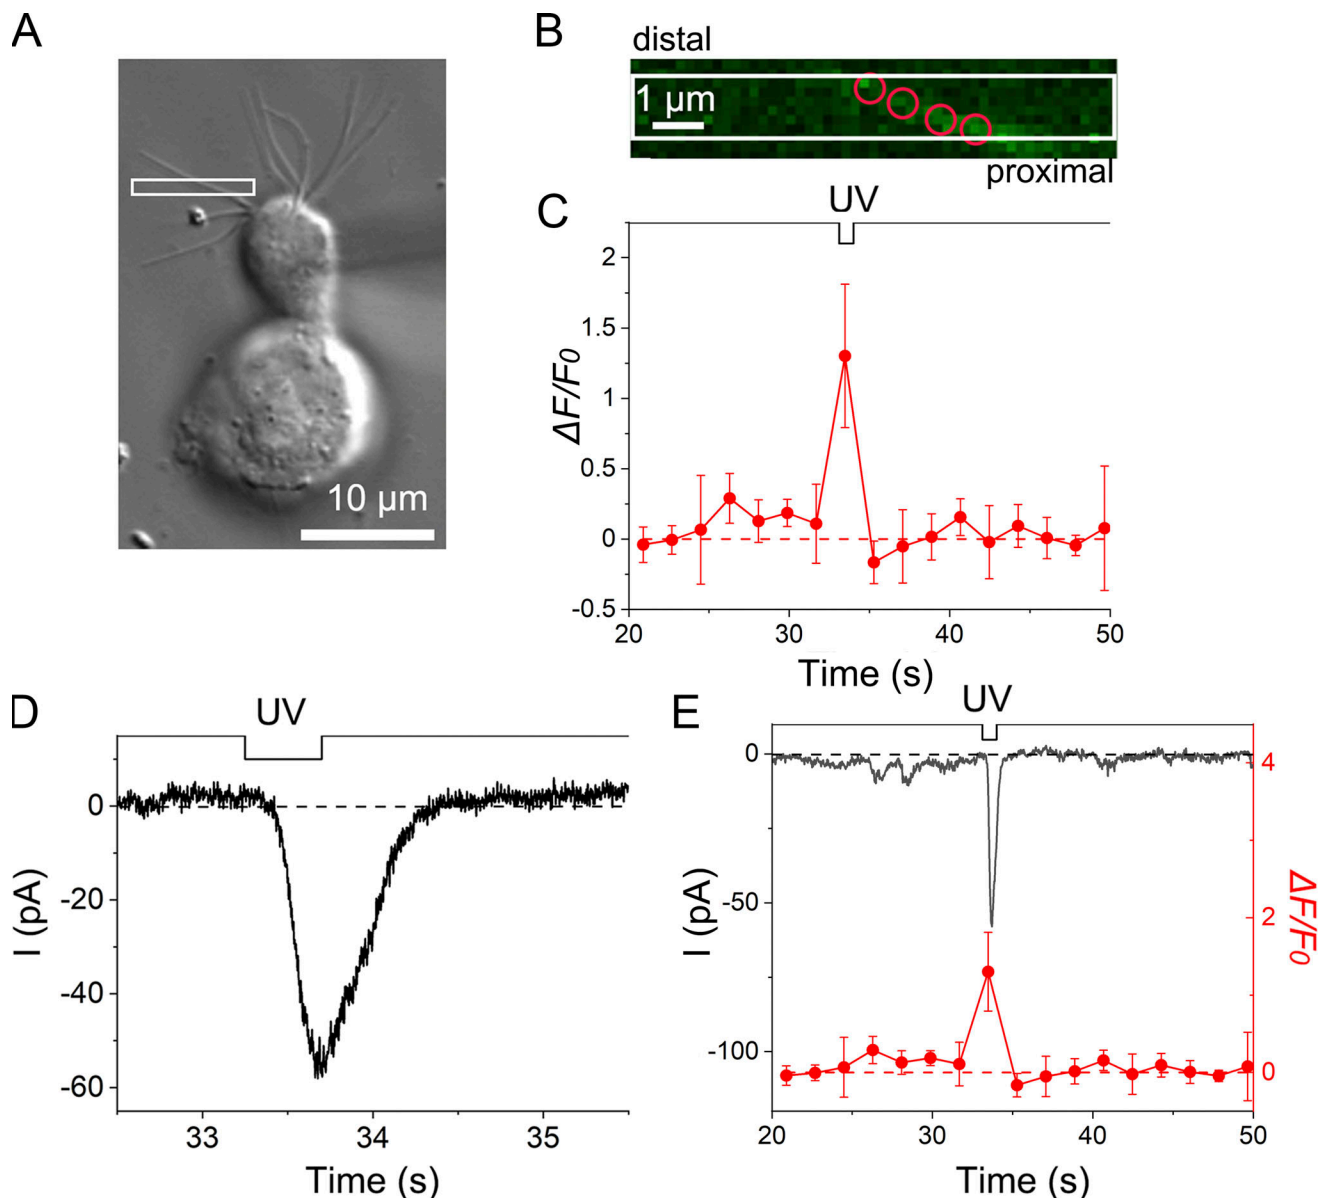 A
10 μm
B
distal
1 μm
proximal
C
UV
2
1.5
1
0.5
0
-0.5
ΔF/F0
20
30
40
50
Time (s)
D
UV
0
-20
-40
-60
I (pA)
33
34
35
Time (s)
E
UV
0
-50
-100
I (pA)
4
2
0
ΔF/F0
20
30
40
50
Time (s)